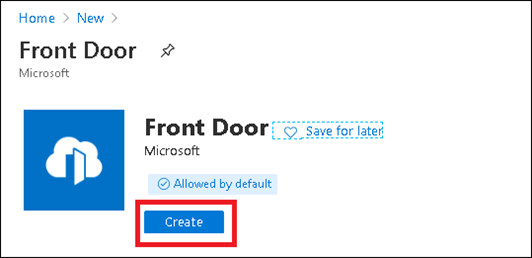 Home > New >
Front Door
Microsoft
Front Door Save for later
Microsoft
Allowed by default
Create